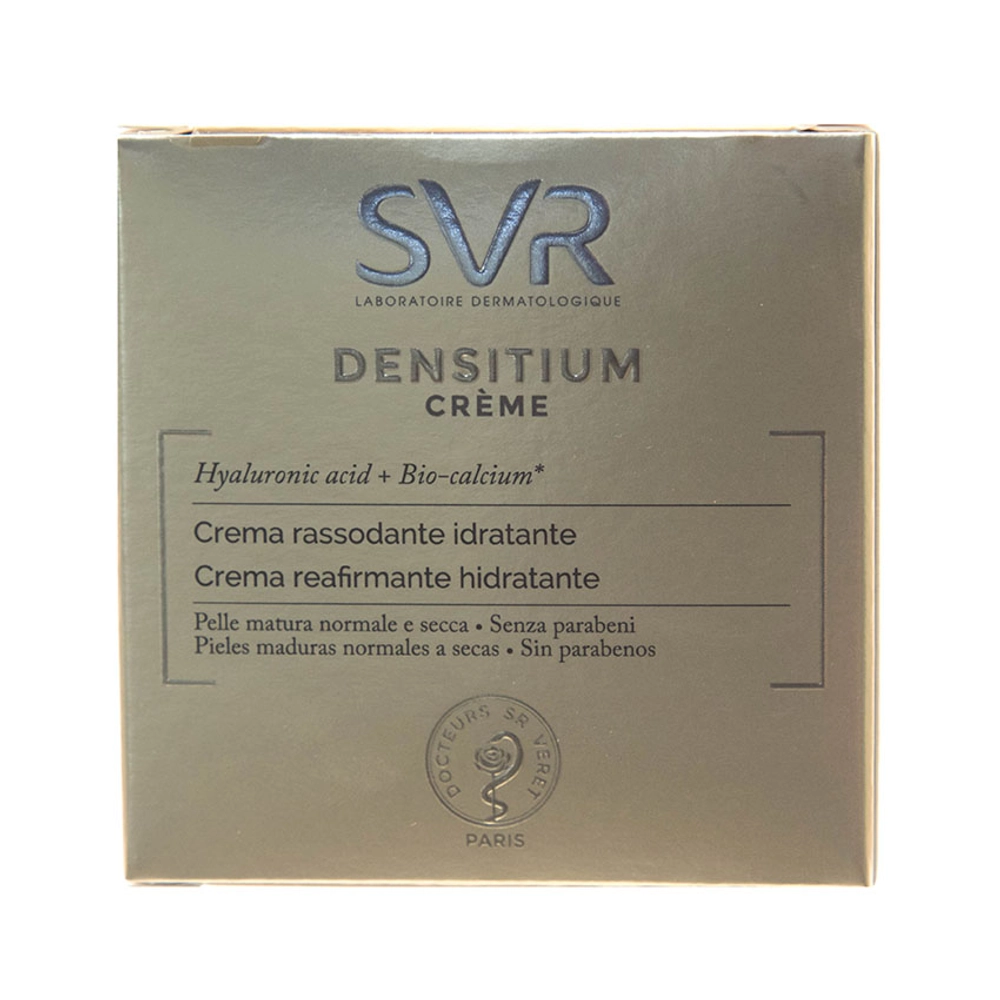 SVR
LABORATOIRE DERMATOLOGIQUE
DENSITIUM
CRÈME
Hyaluronic acid + Bio-calcium*
Crema rassodante idratante
Crema reafirmante hidratante
Pelle matura normale e secca • Senza parabeni
Pieles maduras normales a secas • Sin parabenos
DOCTEURS SR VERET
PARIS